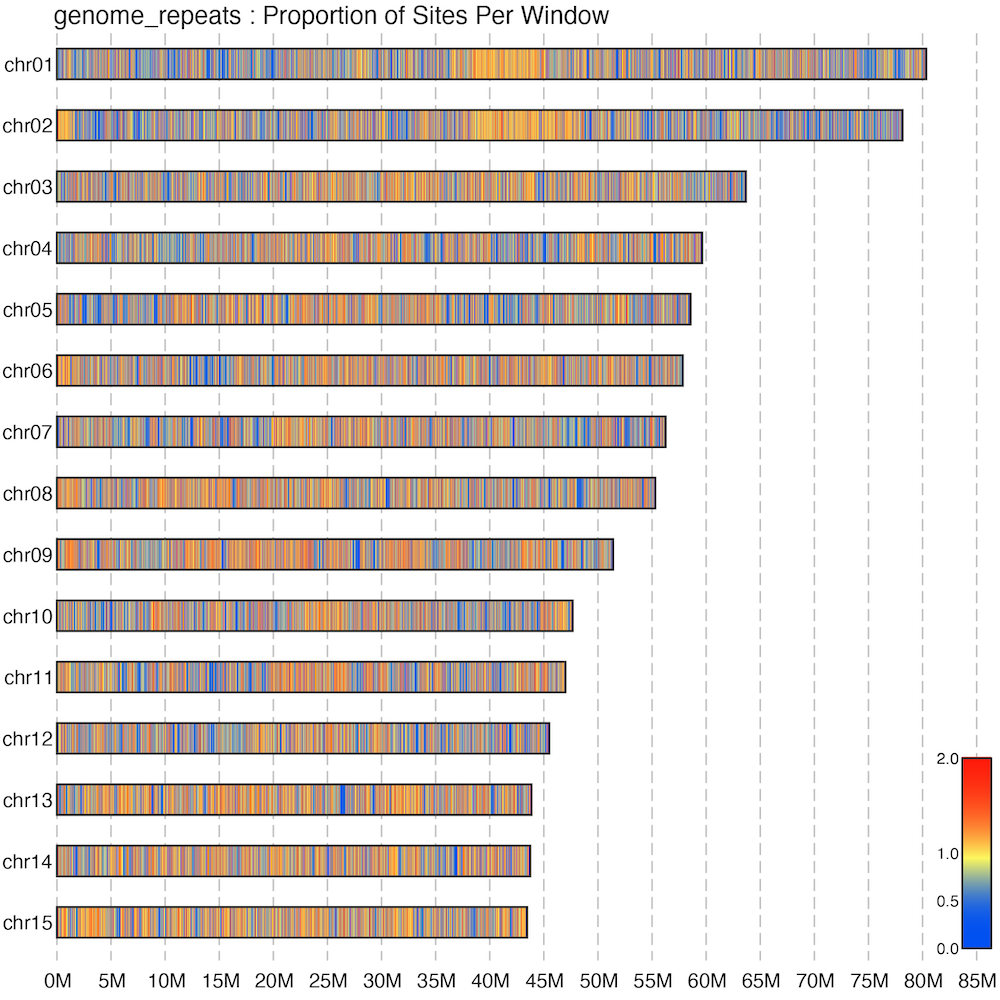 genome_repeats : Proportion of Sites Per Window
chr01
chr02
chr03
chr04
chr05
chr06
chr07
chr08
chr09
chr10
chr11
chr12
chr13
chr14
chr15
2.0
1.0
0.5
0.0
0M 5M 10M 15M 20M 25M 30M 35M 40M 45M 50M 55M 60M 65M 70M 75M 80M 85M